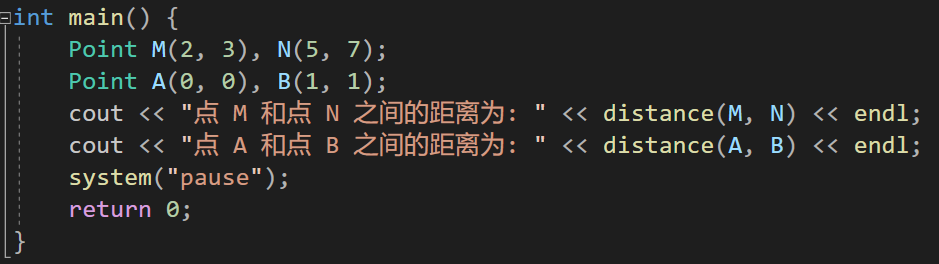 int main() {
Point M(2, 3), N(5, 7);
Point A(0, 0), B(1, 1);
cout << "点 M 和点 N 之间的距离为: " << distance(M, N) << endl;
cout << "点 A 和点 B 之间的距离为: " << distance(A, B) << endl;
system("pause");
return 0;
}